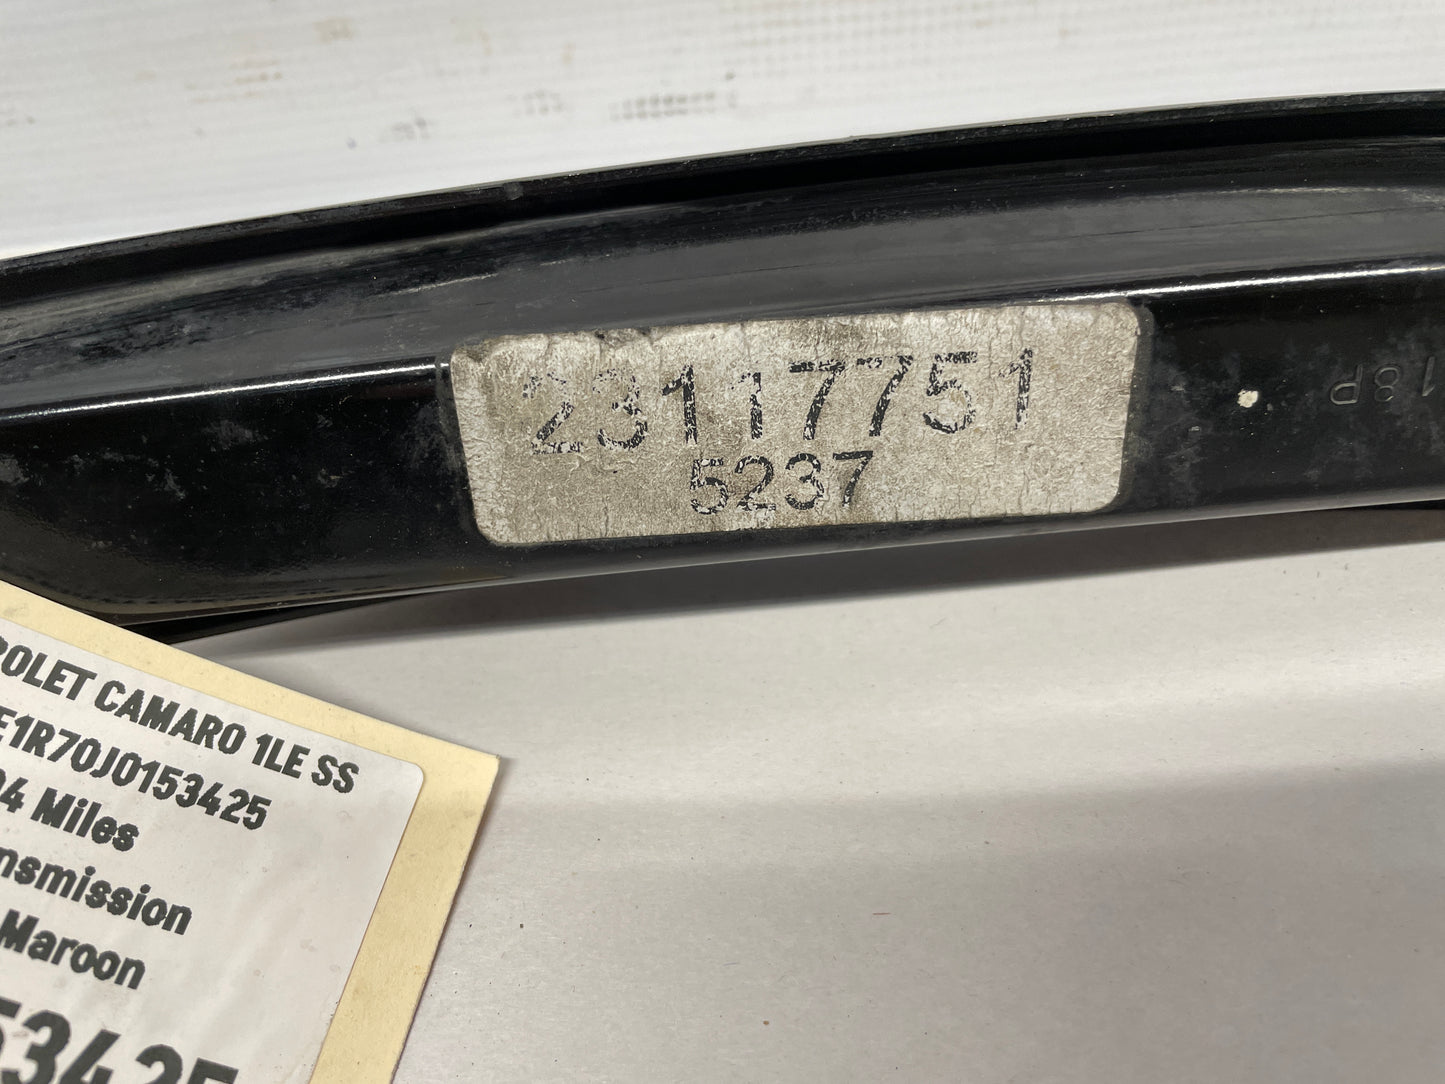 23117751
5237
18P
ROLET CAMARO 1LE SS
E1R70J0153425
04 Miles
nsmission
Maroon
53425